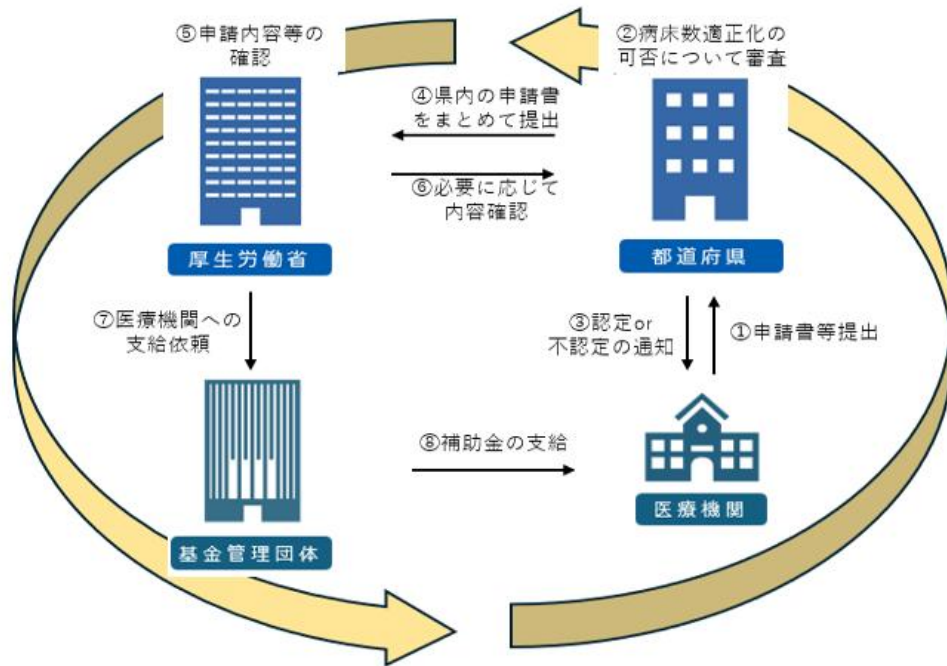 ⑤申請内容等の
確認
②病床数適正化の
可否について審査
④県内の申請書
をまとめて提出
⑥必要に応じて
内容確認
厚生労働省
都道府県
⑦医療機関への
支給依頼
③認定or
不認定の通知
①申請書等提出
⑧補助金の支給
医療機関
基金管理団体